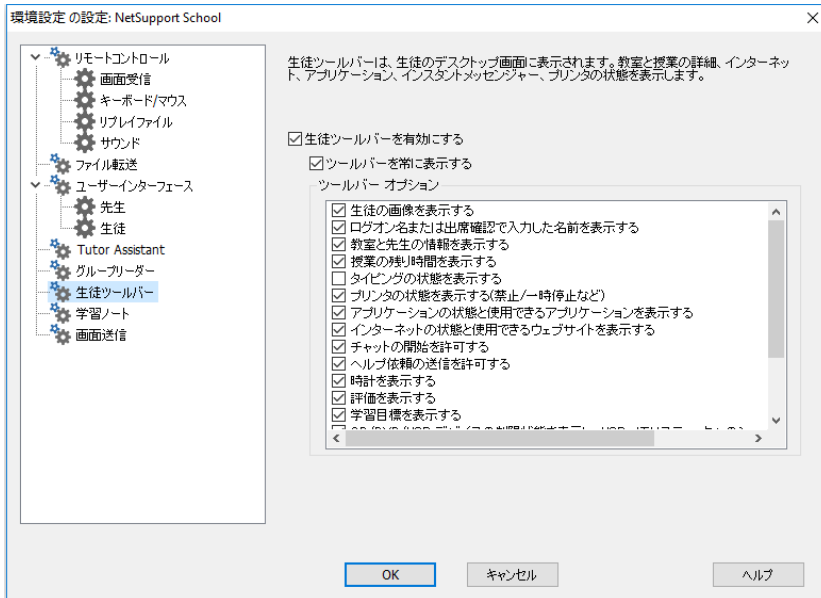 環境設定 の設定: NetSupport School
リモートコントロール
画面受信
キーボード/マウス
リプレイファイル
サウンド
ファイル転送
ユーザーインターフェース
先生
生徒
Tutor Assistant
グループリーダー
生徒ツールバー
学習ノート
画面送信
生徒ツールバーは、生徒のデスクトップ画面に表示されます。教室と授業の詳細、インターネッ
ト、アプリケーション、インスタントメッセンジャー、プリンタの状態を表示します。
生徒ツールバーを有効にする
ツールバーを常に表示する
ツールバー オプション
生徒の画像を表示する
ログオン名または出席確認で入力した名前を表示する
教室と先生の情報を表示する
授業の残り時間を表示する
タイピングの状態を表示する
プリンタの状態を表示する(禁止/一時停止など)
アプリケーションの状態と使用できるアプリケーションを表示する
インターネットの状態と使用できるウェブサイトを表示する
チャットの開始を許可する
ヘルプ依頼の送信を許可する
時計を表示する
評価を表示する
学習目標を表示する
OK
キャンセル
ヘルプ